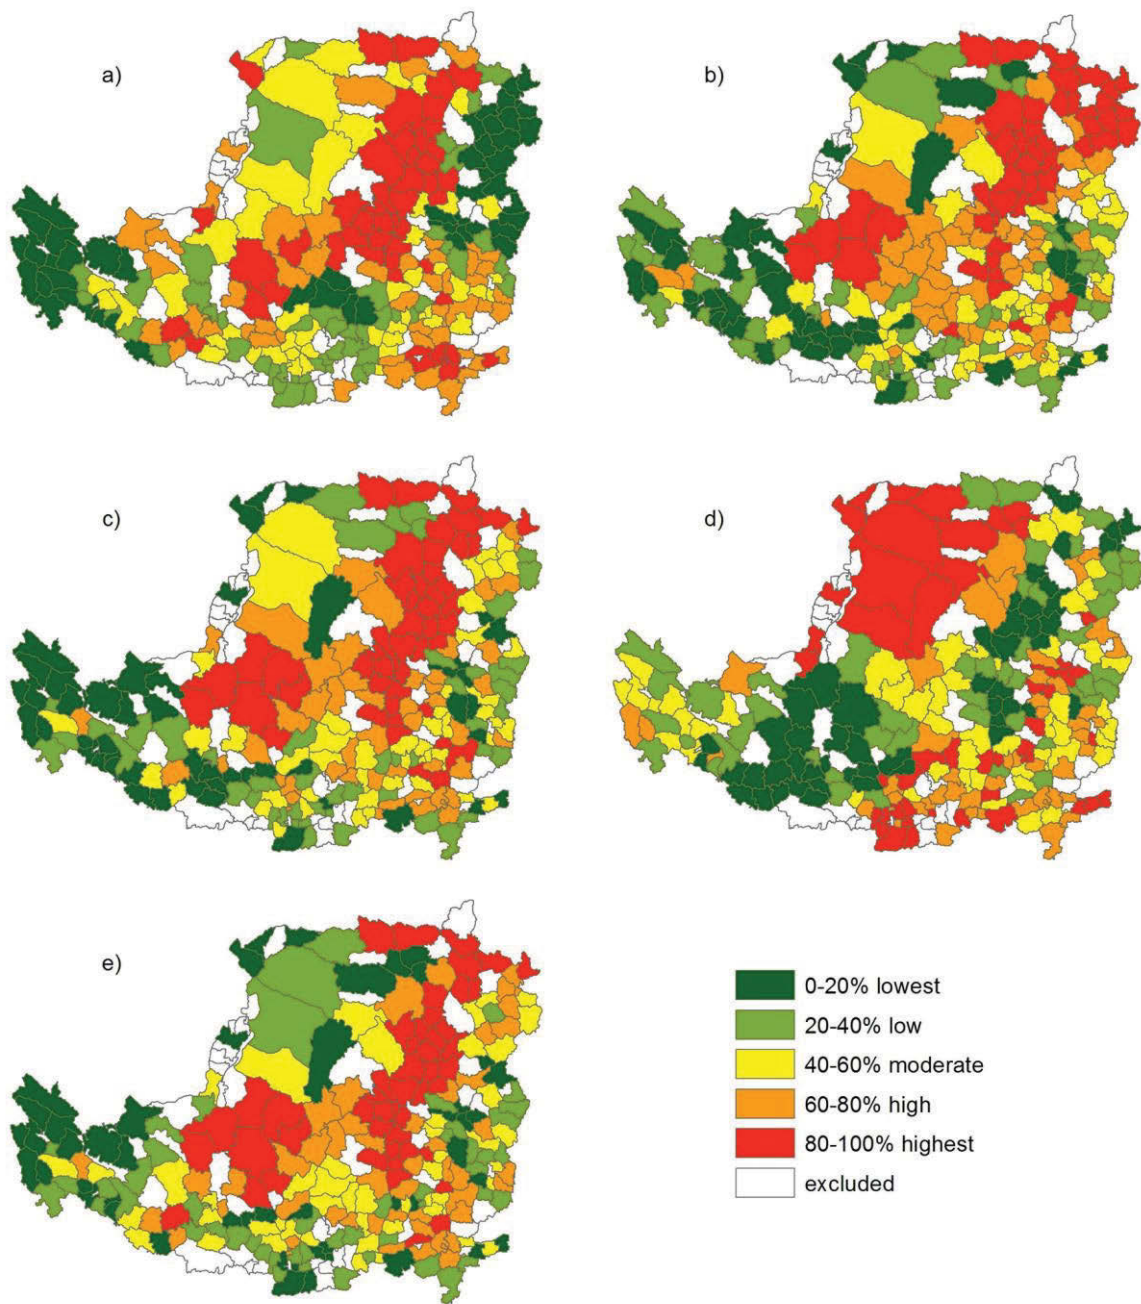 a)
b)
c)
d)
e)
0-20% lowest
20-40% low
40-60% moderate
60-80% high
80-100% highest
excluded